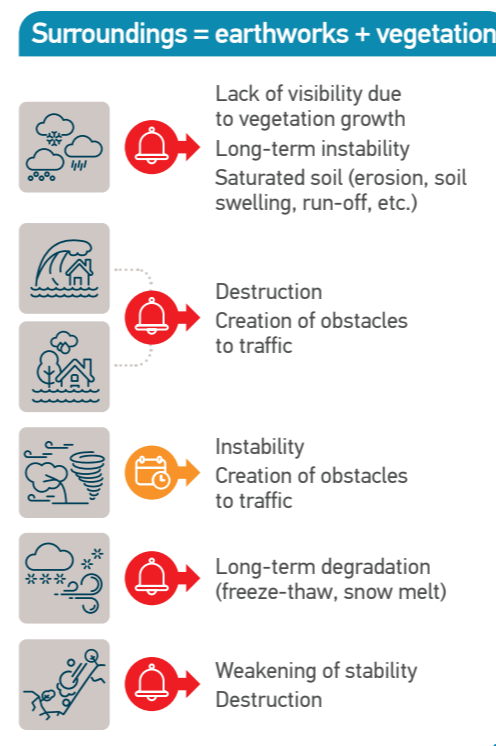 Surroundings = earthworks + vegetation
Lack of visibility due
to vegetation growth
Long-term instability
Saturated soil (erosion, soil
swelling, run-off, etc.)
Destruction
Creation of obstacles
to traffic
Instability
Creation of obstacles
to traffic
Long-term degradation
(freeze-thaw, snow melt)
Weakening of stability
Destruction